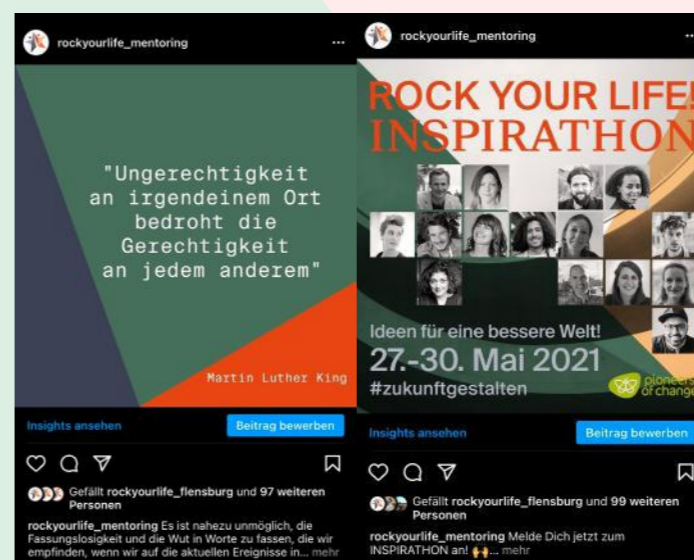 rockyourlife_mentoring
"Ungerechtigkeit
an irgendeinem Ort
bedroht die
Gerechtigkeit
an jedem anderem"
Martin Luther King
Insights ansehen
Beitrag bewerben
Gefällt rockyourlife_flensburg und 97 weiteren
Personen
rockyourlife_mentoring Es ist nahezu unmöglich, die
Fassungslosigkeit und die Wut in Worte zu fassen, die wir
empfinden, wenn wir auf die aktuellen Ereignisse in... mehr
rockyourlife_mentoring
ROCK YOUR LIFE!
INSPIRATHON
Ideen für eine bessere Welt!
27.-30. Mai 2021
#zukunftgestalten
pioneers
of change
Insights ansehen
Beitrag bewerben
Gefällt rockyourlife_flensburg und 99 weiteren
Personen
rockyourlife_mentoring Melde Dich jetzt zum
INSPIRATHON an! 🙌... mehr